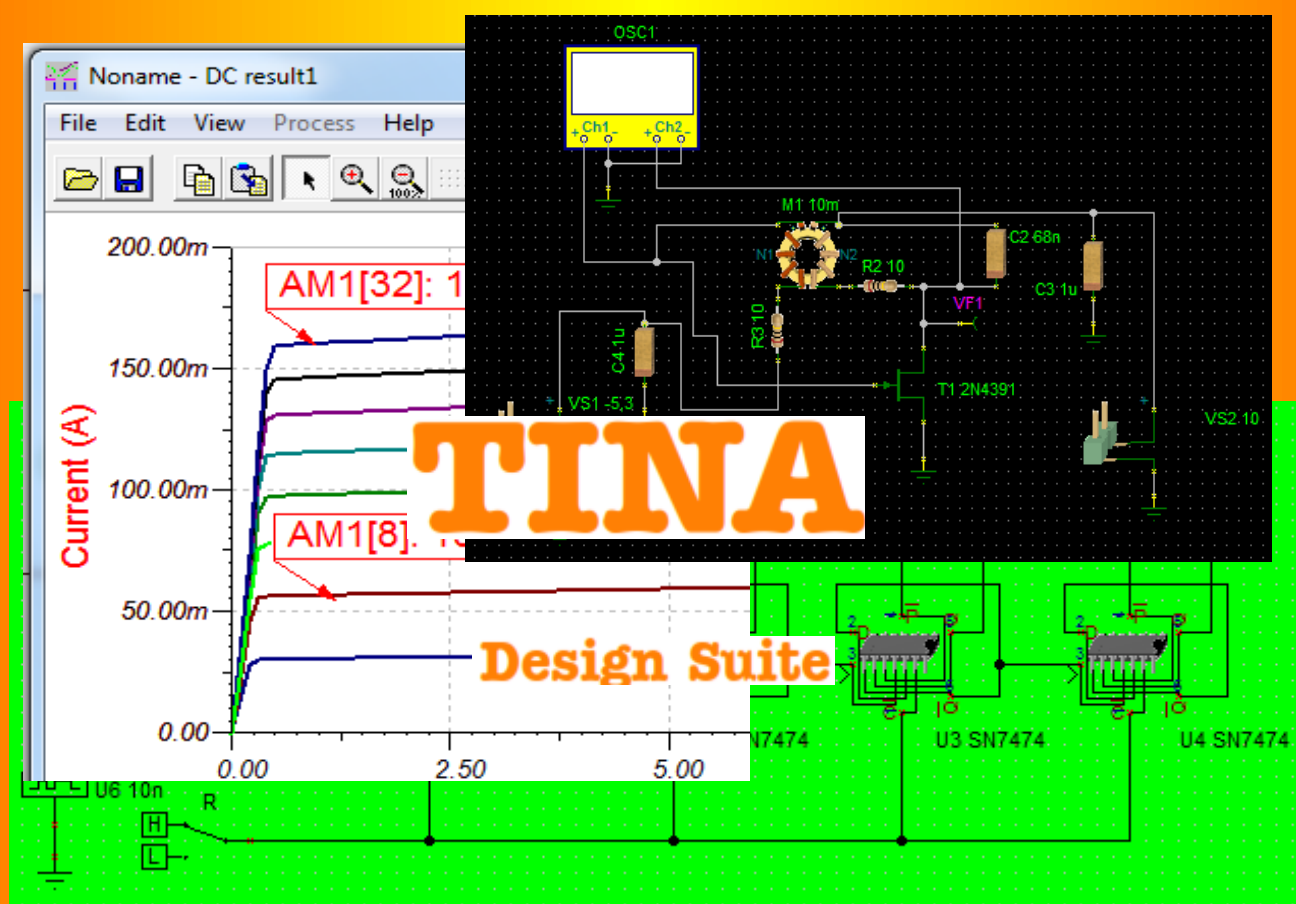 OSC1
Noname - DC result1
File Edit View Process Help
Ch1 Ch2
100%
M1 10m
200.00m
C2 68n
N1 N2
R2 10
AM1[32]: 1
C3 1u
VF1
R3 10
C4 1u
150.00m
T1 2N4391
VS1 -5,3
VS2 10
TINA
Current (A)
100.00m
AM1[8]:
50.00m
Design Suite
0.00
N7474
U3 SN7474
U4 SN7474
0.00 2.50 5.00
U6 10n
R
H
L